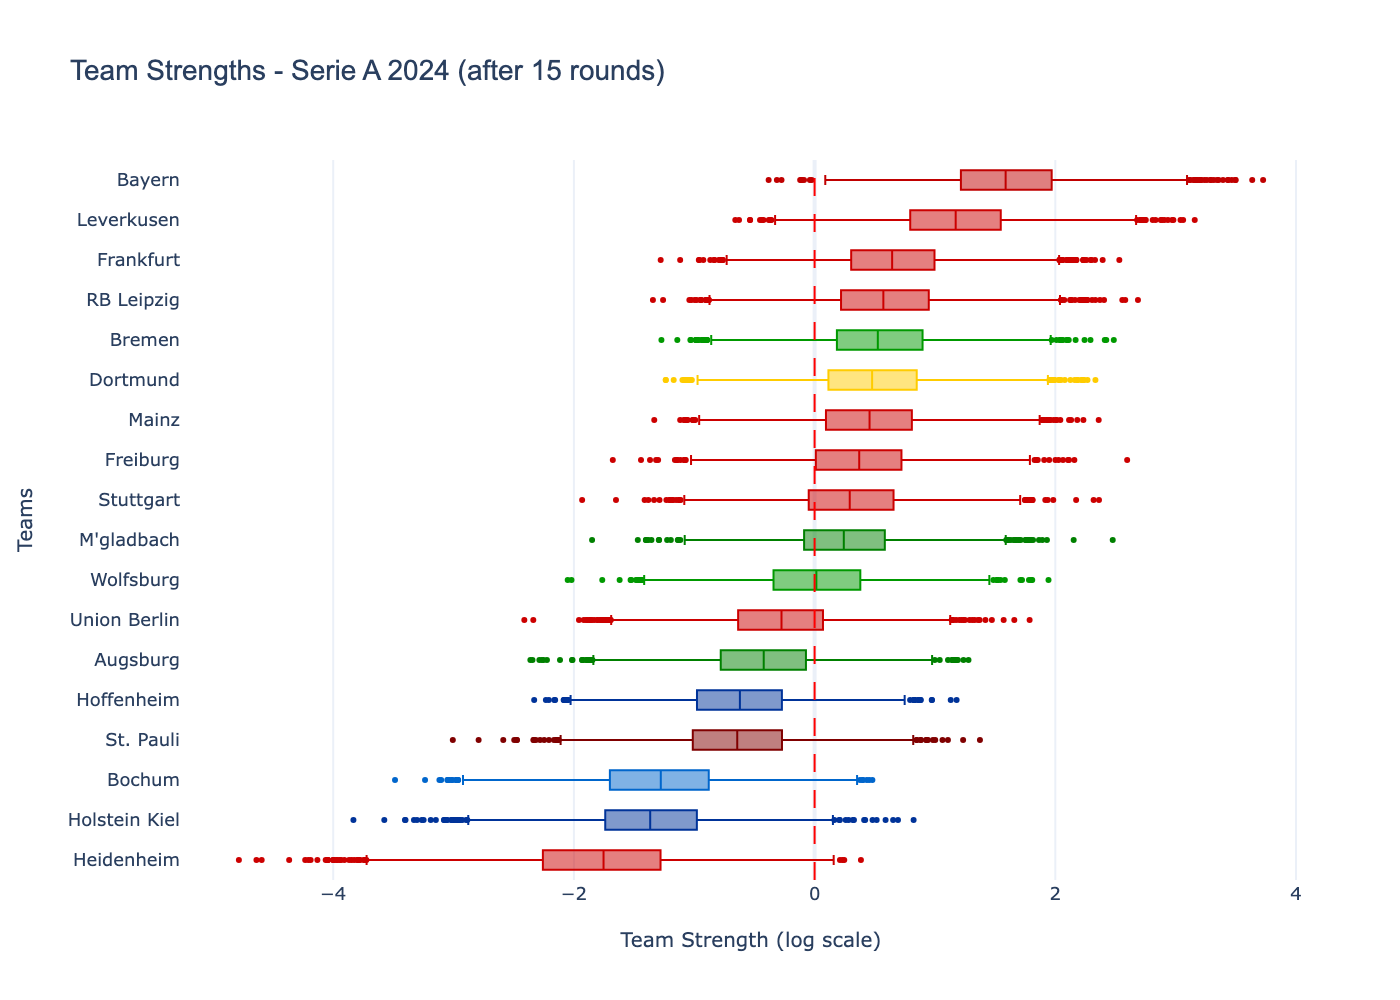 Team Strengths - Serie A 2024 (after 15 rounds)
Bayern
Leverkusen
Frankfurt
RB Leipzig
Bremen
Dortmund
Mainz
Freiburg
Stuttgart
M'gladbach
Wolfsburg
Union Berlin
Augsburg
Hoffenheim
St. Pauli
Bochum
Holstein Kiel
Heidenheim
Teams
−4 −2 0 2 4
Team Strength (log scale)